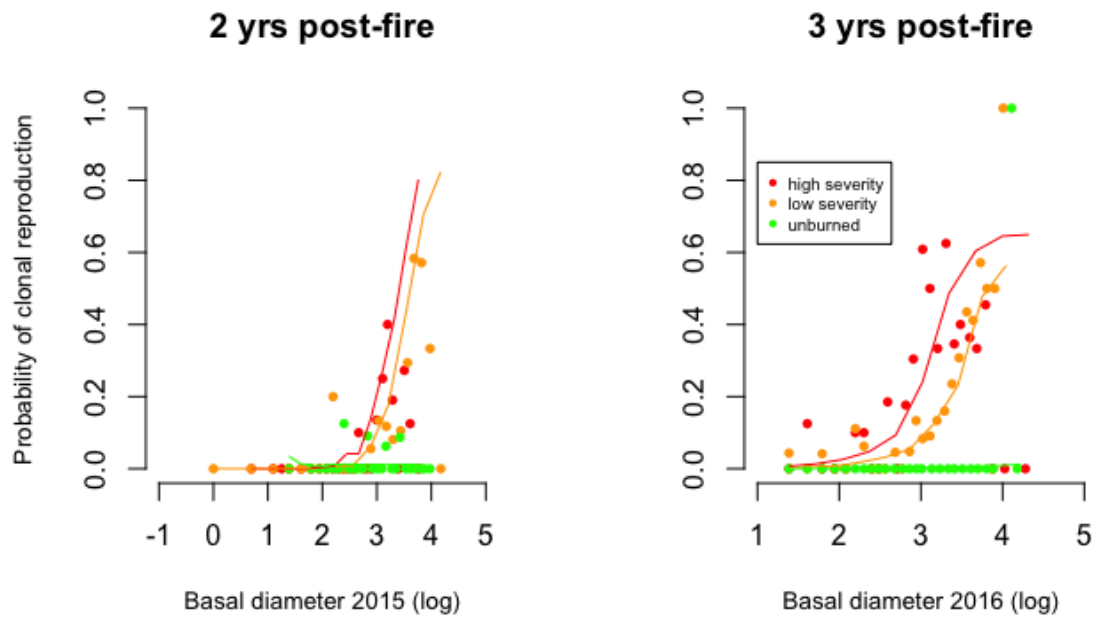 2 yrs post-fire
3 yrs post-fire
Probability of clonal reproduction
0.0 0.2 0.4 0.6 0.8 1.0
-1 0 1 2 3 4 5
Basal diameter 2015 (log)
0.0 0.2 0.4 0.6 0.8 1.0
high severity
low severity
unburned
1 2 3 4 5
Basal diameter 2016 (log)